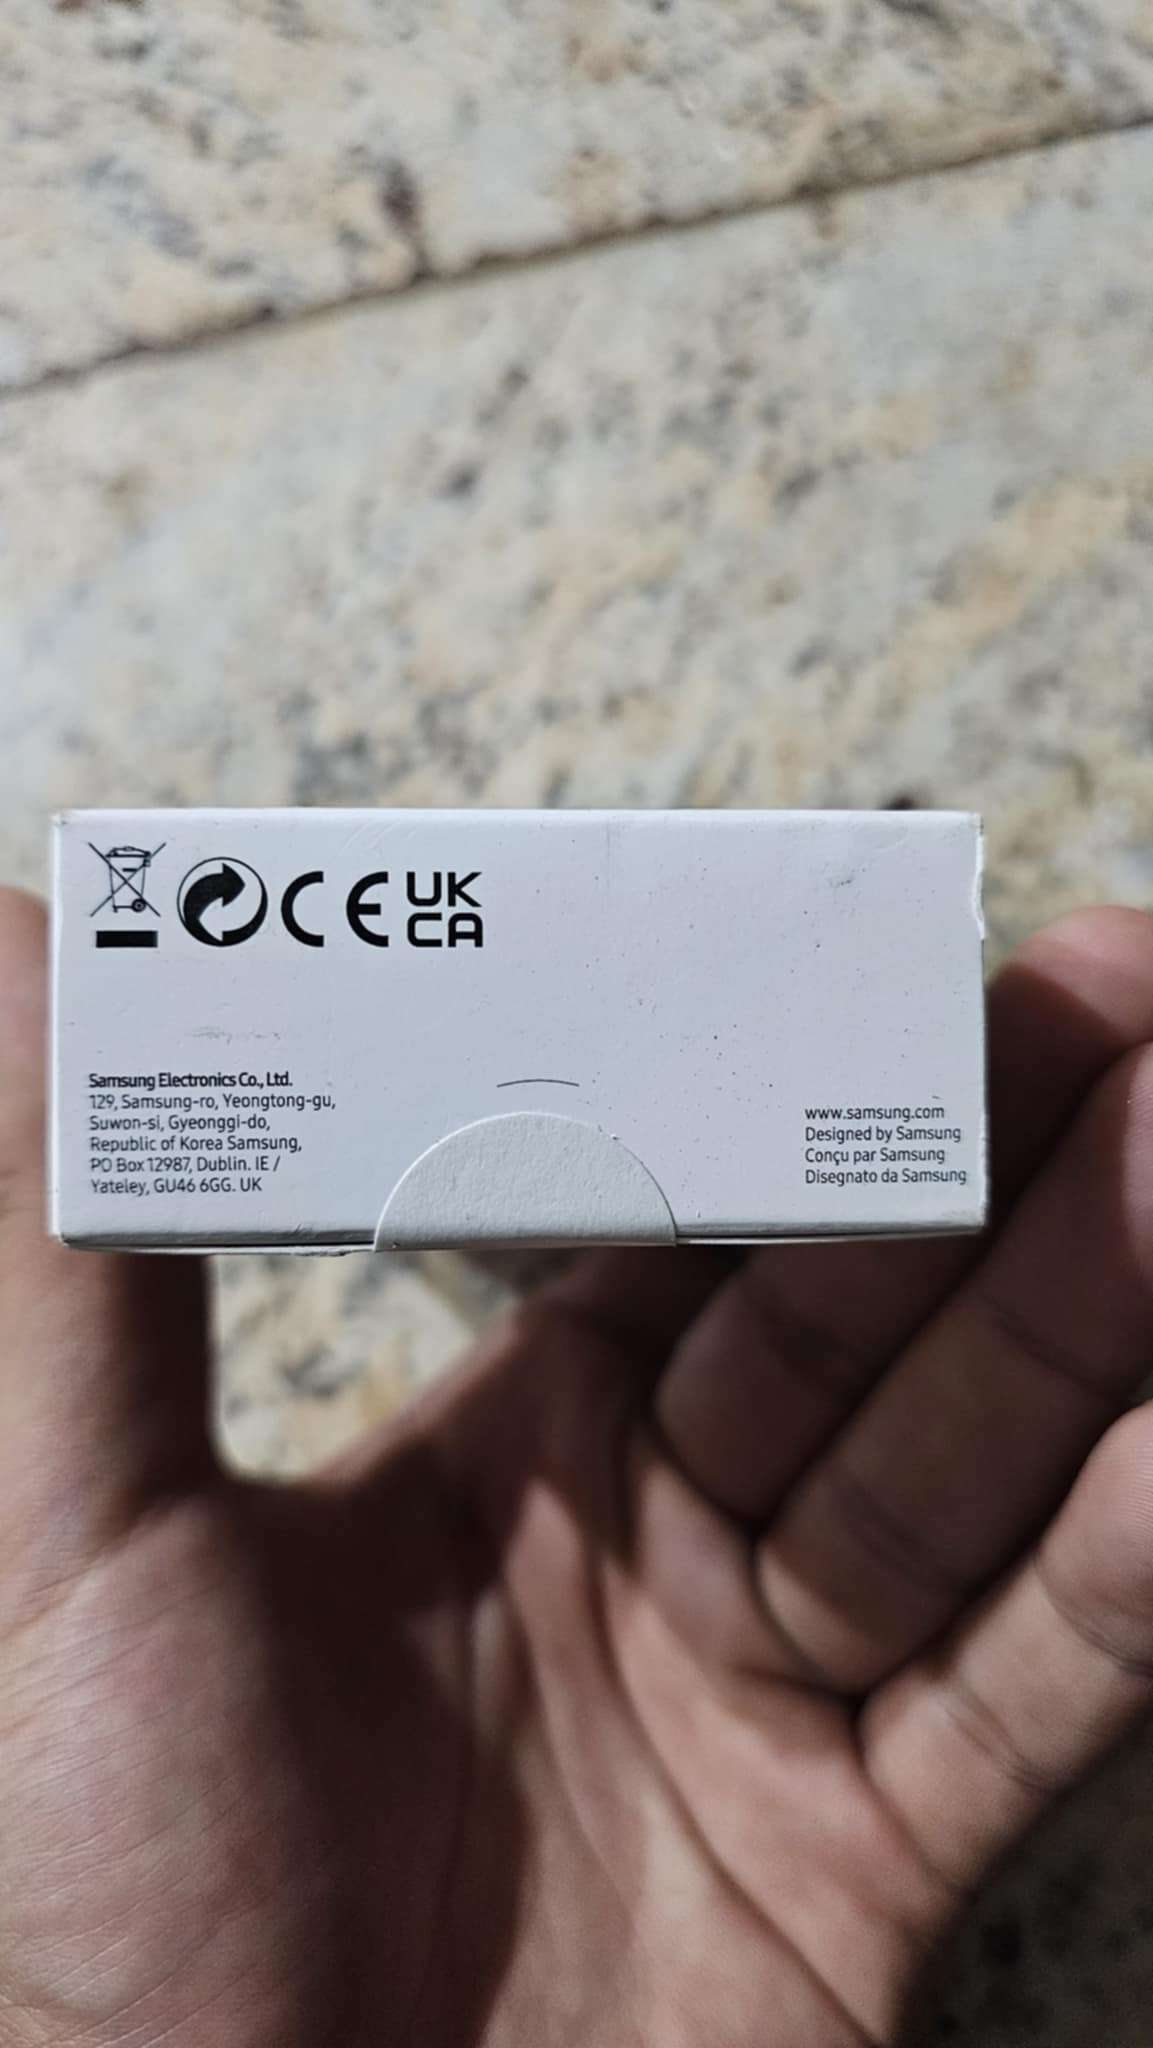 CE UK
CA
Samsung Electronics Co., Ltd.
129, Samsung-ro, Yeongtong-gu,
Suwon-si, Gyeonggi-do,
Republic of Korea Samsung,
PO Box 12987, Dublin. IE /
Yateley, GU46 6GG. UK
www.samsung.com
Designed by Samsung
Conçu par Samsung
Disegnato da Samsung